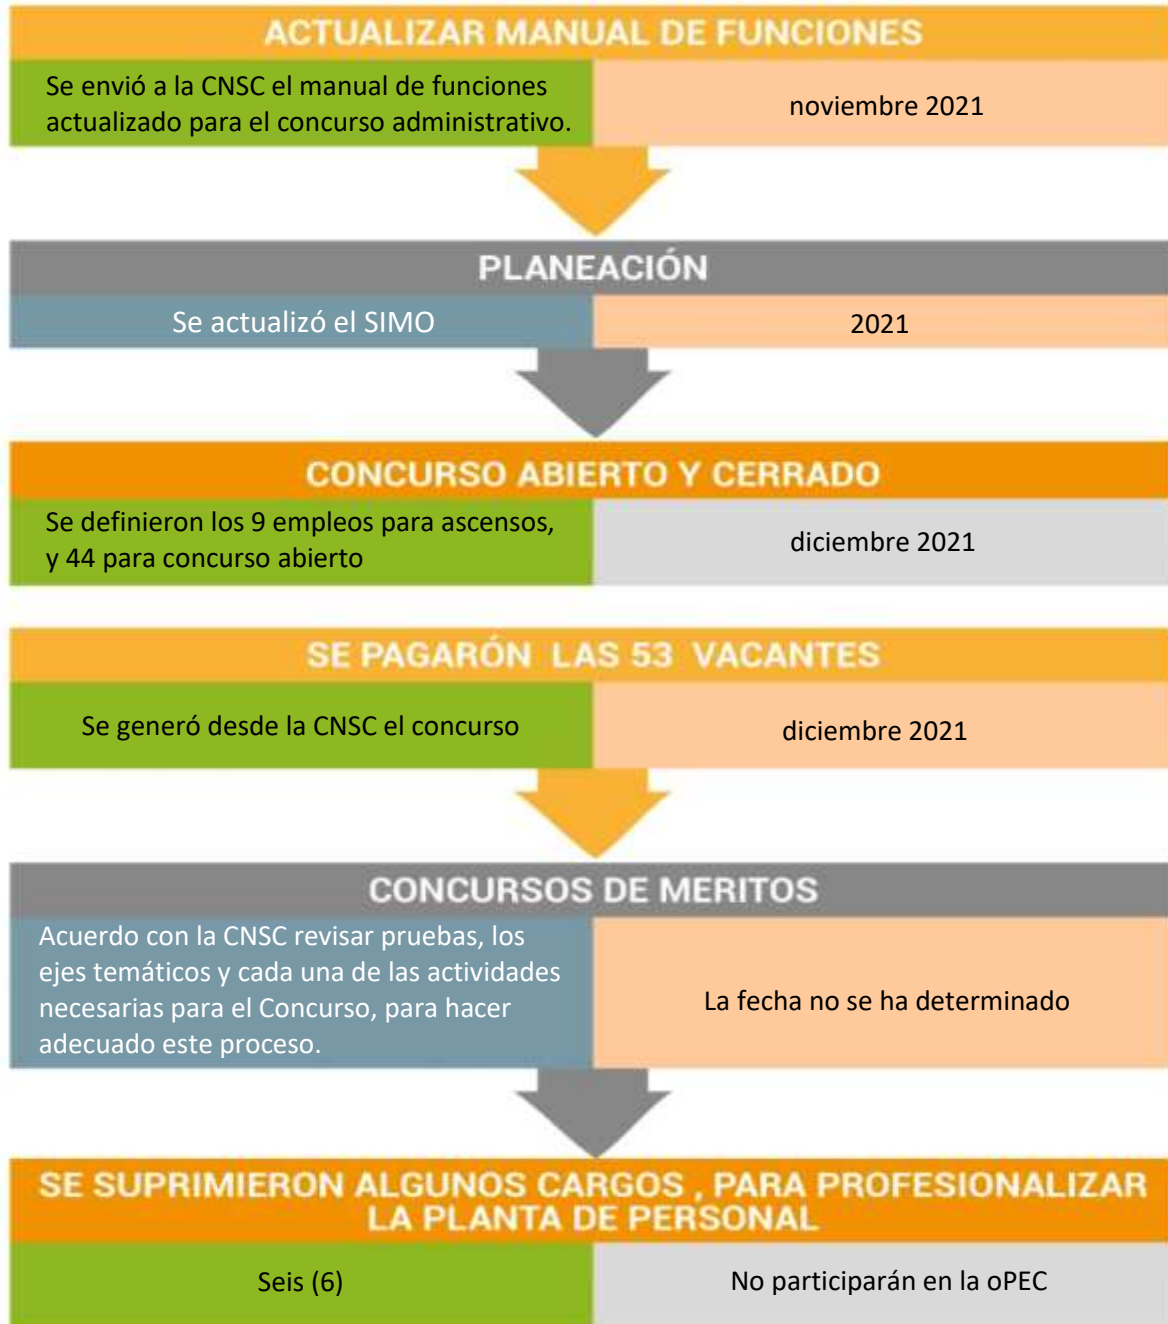 ACTUALIZAR MANUAL DE FUNCIONES
Se envió a la CNSC el manual de funciones
actualizado para el concurso administrativo.
noviembre 2021
PLANEACIÓN
Se actualizó el SIMO
2021
CONCURSO ABIERTO Y CERRADO
Se definieron los 9 empleos para ascensos,
y 44 para concurso abierto
diciembre 2021
SE PAGARÓN LAS 53 VACANTES
Se generó desde la CNSC el concurso
diciembre 2021
CONCURSOS DE MERITOS
Acuerdo con la CNSC revisar pruebas, los
ejes temáticos y cada una de las actividades
necesarias para el Concurso, para hacer
adecuado este proceso.
La fecha no se ha determinado
SE SUPRIMIERON ALGUNOS CARGOS , PARA PROFESIONALIZAR
LA PLANTA DE PERSONAL
Seis (6)
No participarán en la oPEC